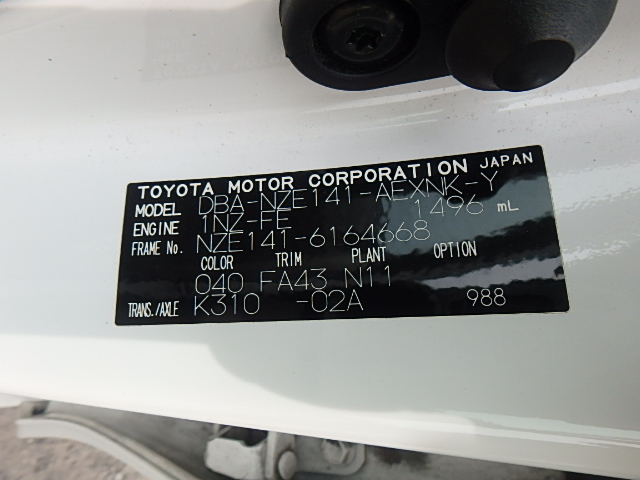 TOYOTA MOTOR CORPORATION JAPAN
MODEL DBA-NZE141-AEXNK-Y
ENGINE 1NZ-FE 1496 mL
FRAME No. NZE141-6164668
COLOR TRIM PLANT OPTION
040 FA43 N11
TRANS./AXLE K310 -02A 988